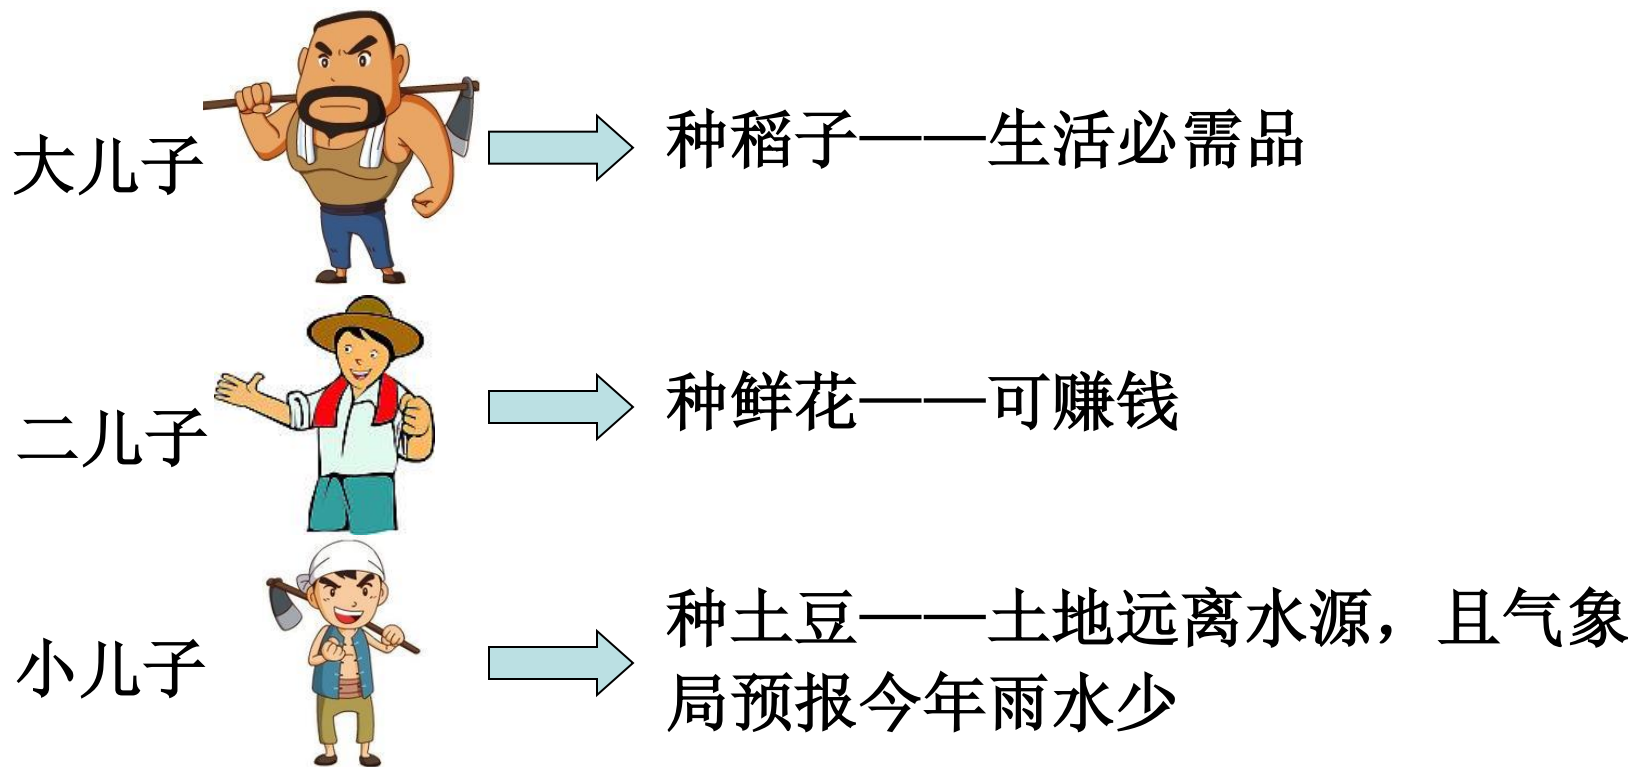 大儿子
种稻子——生活必需品
二儿子
种鲜花——可赚钱
小儿子
种土豆——土地远离水源，且气象
局预报今年雨水少